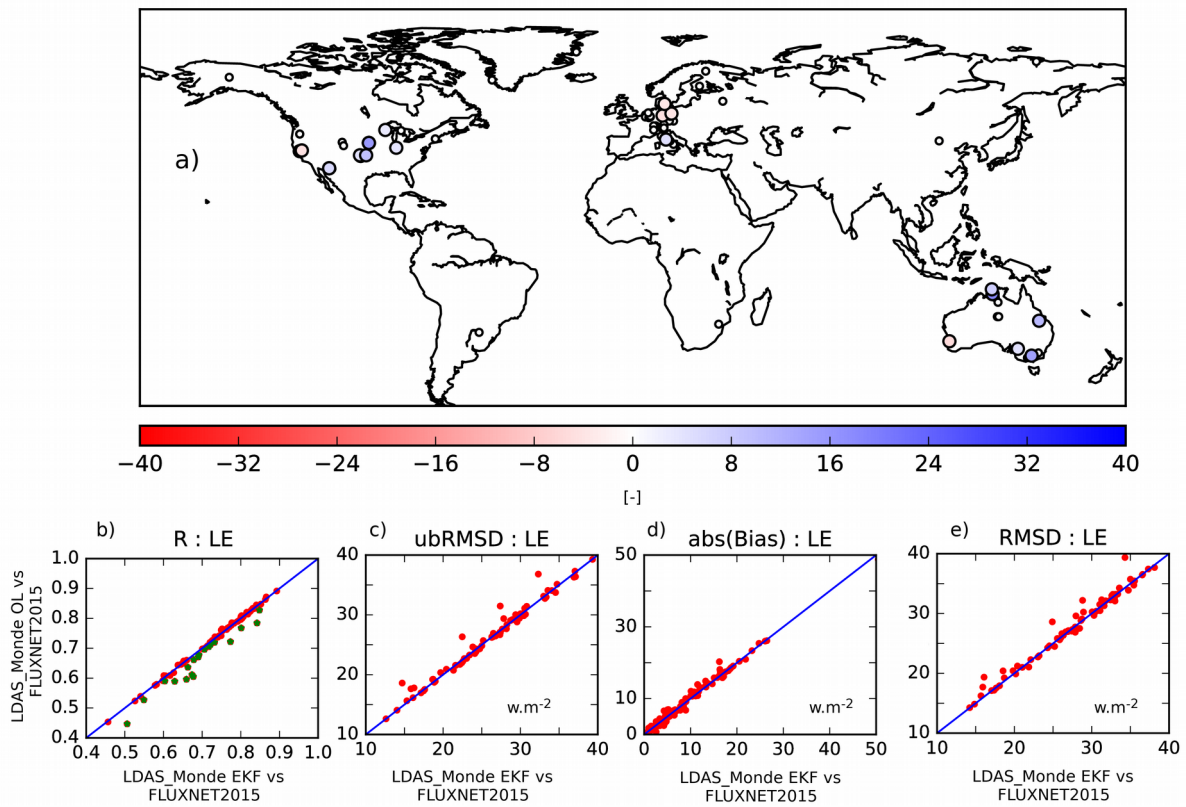 a)
−40 −32 −24 −16 −8 0 8 16 24 32 40
[-]
b) R : LE
c) ubRMSD : LE
d) abs(Bias) : LE
e) RMSD : LE
LDAS_Monde OL vs
FLUXNET2015
1.0
0.9
0.8
0.7
0.6
0.5
0.4
0.4 0.5 0.6 0.7 0.8 0.9 1.0
LDAS_Monde EKF vs
FLUXNET2015
40
30
20
10
w.m-2
10 20 30 40
LDAS_Monde EKF vs
FLUXNET2015
50
40
30
20
10
0
w.m-2
0 10 20 30 40 50
LDAS_Monde EKF vs
FLUXNET2015
40
30
20
10
w.m-2
10 20 30 40
LDAS_Monde EKF vs
FLUXNET2015